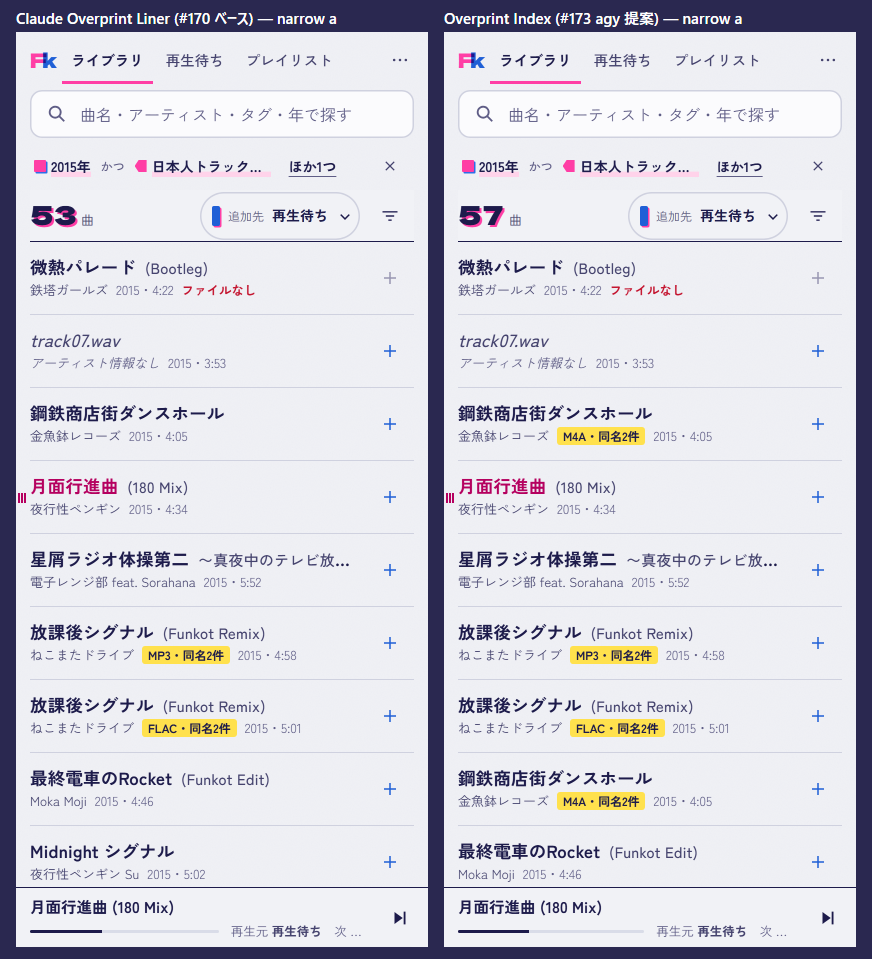 Claude Overprint Liner (#170 ベース) — narrow a
Fk ライブラリ 再生待ち プレイリスト ...
曲名・アーティスト・タグ・年で探す
2015年 かつ 日本人トラック… ほか1つ ×
53 曲 追加先 再生待ち
微熱パレード (Bootleg)
鉄塔ガールズ 2015・4:22 ファイルなし
track07.wav
アーティスト情報なし 2015・3:53
鋼鉄商店街ダンスホール
金魚鉢レコーズ 2015・4:05
月面行進曲 (180 Mix)
夜行性ペンギン 2015・4:34
星屑ラジオ体操第二 ～真夜中のテレビ放…
電子レンジ部 feat. Sorahana 2015・5:52
放課後シグナル (Funkot Remix)
ねこまたドライブ MP3・同名2件 2015・4:58
放課後シグナル (Funkot Remix)
ねこまたドライブ FLAC・同名2件 2015・5:01
最終電車のRocket (Funkot Edit)
Moka Moji 2015・4:46
Midnight シグナル
夜行性ペンギン Su 2015・5:02
月面行進曲 (180 Mix)
再生元 再生待ち 次 …
Overprint Index (#173 agy 提案) — narrow a
Fk ライブラリ 再生待ち プレイリスト ...
曲名・アーティスト・タグ・年で探す
2015年 かつ 日本人トラック… ほか1つ ×
57 曲 追加先 再生待ち
微熱パレード (Bootleg)
鉄塔ガールズ 2015・4:22 ファイルなし
track07.wav
アーティスト情報なし 2015・3:53
鋼鉄商店街ダンスホール
金魚鉢レコーズ M4A・同名2件 2015・4:05
月面行進曲 (180 Mix)
夜行性ペンギン 2015・4:34
星屑ラジオ体操第二 ～真夜中のテレビ放…
電子レンジ部 feat. Sorahana 2015・5:52
放課後シグナル (Funkot Remix)
ねこまたドライブ MP3・同名2件 2015・4:58
放課後シグナル (Funkot Remix)
ねこまたドライブ FLAC・同名2件 2015・5:01
鋼鉄商店街ダンスホール
金魚鉢レコーズ M4A・同名2件 2015・4:05
最終電車のRocket (Funkot Edit)
Moka Moji 2015・4:46
月面行進曲 (180 Mix)
再生元 再生待ち 次 …